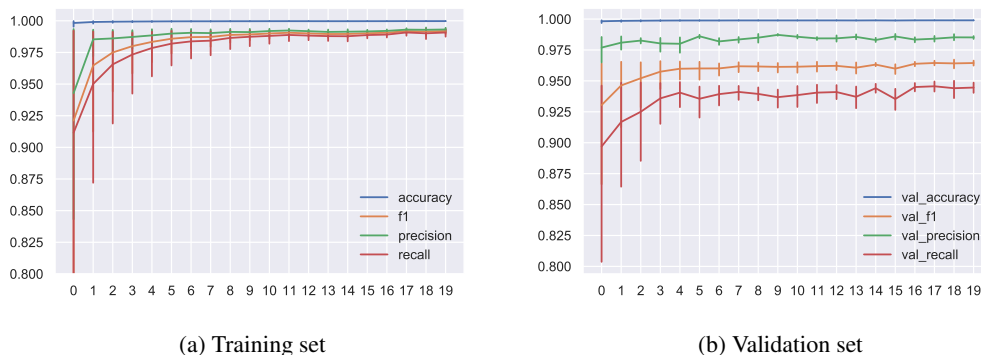 1.000
0.975
0.950
0.925
0.900
0.875
0.850
0.825
0.800
accuracy
f1
precision
recall
0 1 2 3 4 5 6 7 8 9 10 11 12 13 14 15 16 17 18 19
(a) Training set
1.000
0.975
0.950
0.925
0.900
0.875
0.850
0.825
0.800
val_accuracy
val_f1
val_precision
val_recall
0 1 2 3 4 5 6 7 8 9 10 11 12 13 14 15 16 17 18 19
(b) Validation set